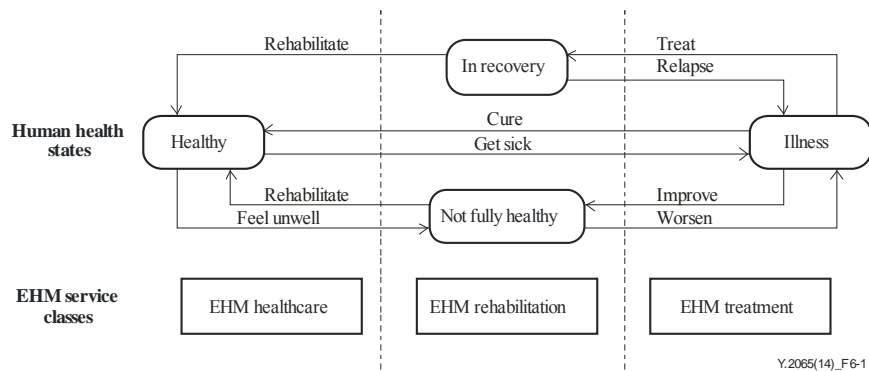 Rehabilitate
Treat
In recovery
Relapse
Human health
states
Healthy
Cure
Get sick
Illness
Rehabilitate
Improve
Feel unwell
Not fully healthy
Worsen
EHM service
classes
EHM healthcare
EHM rehabilitation
EHM treatment
Y.2065(14)_F6-1